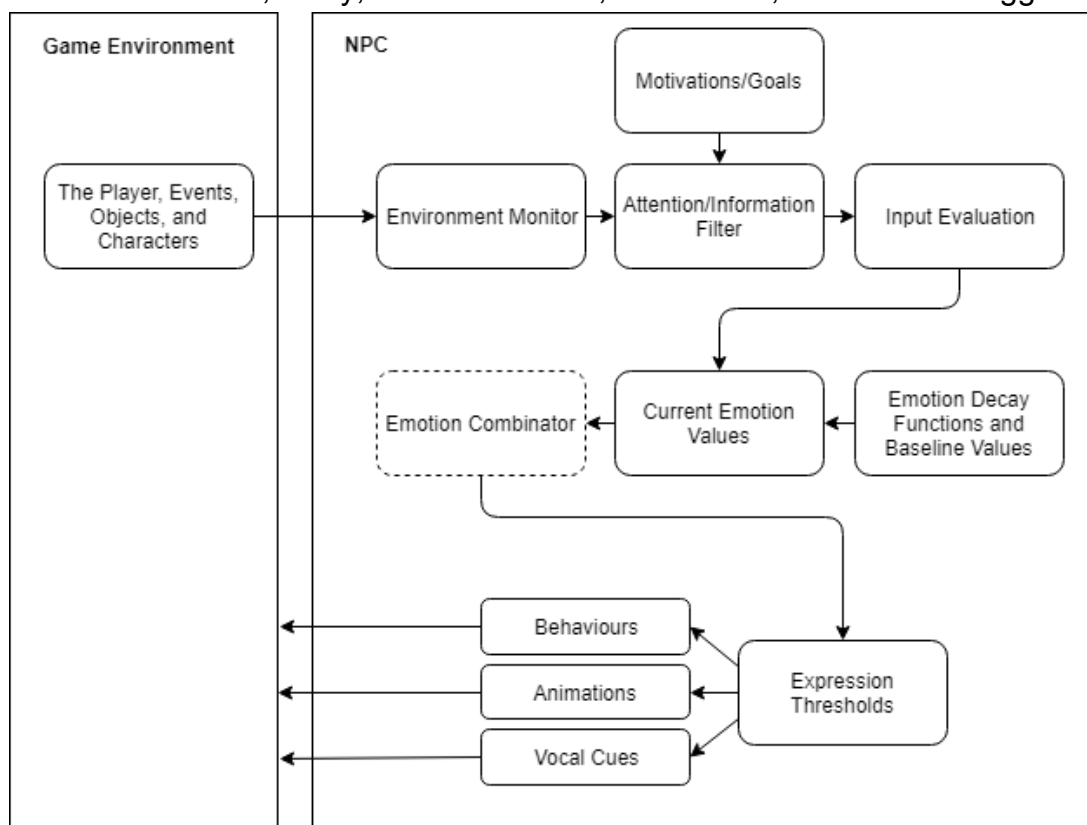 Game Environment
NPC
Motivations/Goals
The Player, Events,
Objects, and
Characters
Environment Monitor
Attention/Information
Filter
Input Evaluation
Emotion Combinator
Current Emotion
Values
Emotion Decay
Functions and
Baseline Values
Behaviours
Animations
Vocal Cues
Expression
Thresholds